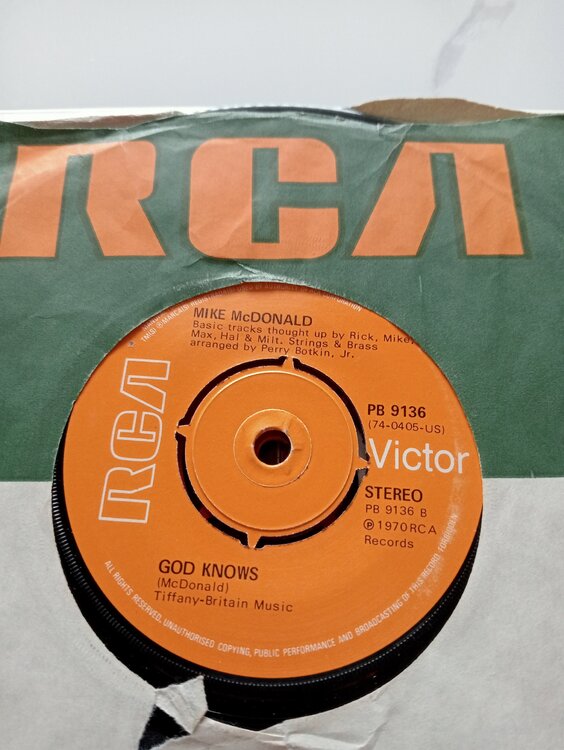 RCA
CORPORATION
MIKE McDONALD
Basic tracks thought up by Rick, Mike,
Max, Hal & Milt. Strings & Brass
arranged by Perry Botkin, Jr.
RCA
PB 9136
(74-0405-US)
Victor
STEREO
PB 9136 B
℗ 1970 RCA
Records
GOD KNOWS
(McDonald)
Tiffany-Britain Music
ALL RIGHTS RESERVED, UNAUTHORISED COPYING, PUBLIC PERFORMANCE AND BROADCASTING OF THIS RECORD FORBIDDEN